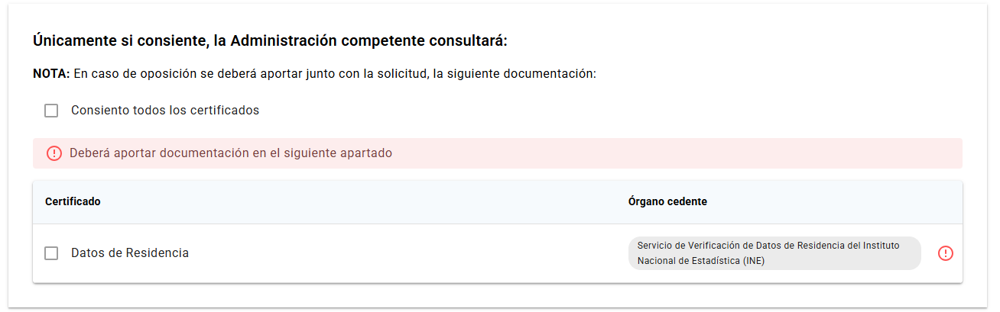 Únicamente si consiente, la Administración competente consultará:
NOTA: En caso de oposición se deberá aportar junto con la solicitud, la siguiente documentación:
Consiento todos los certificados
Deberá aportar documentación en el siguiente apartado
Certificado
Órgano cedente
Datos de Residencia
Servicio de Verificación de Datos de Residencia del Instituto
Nacional de Estadística (INE)